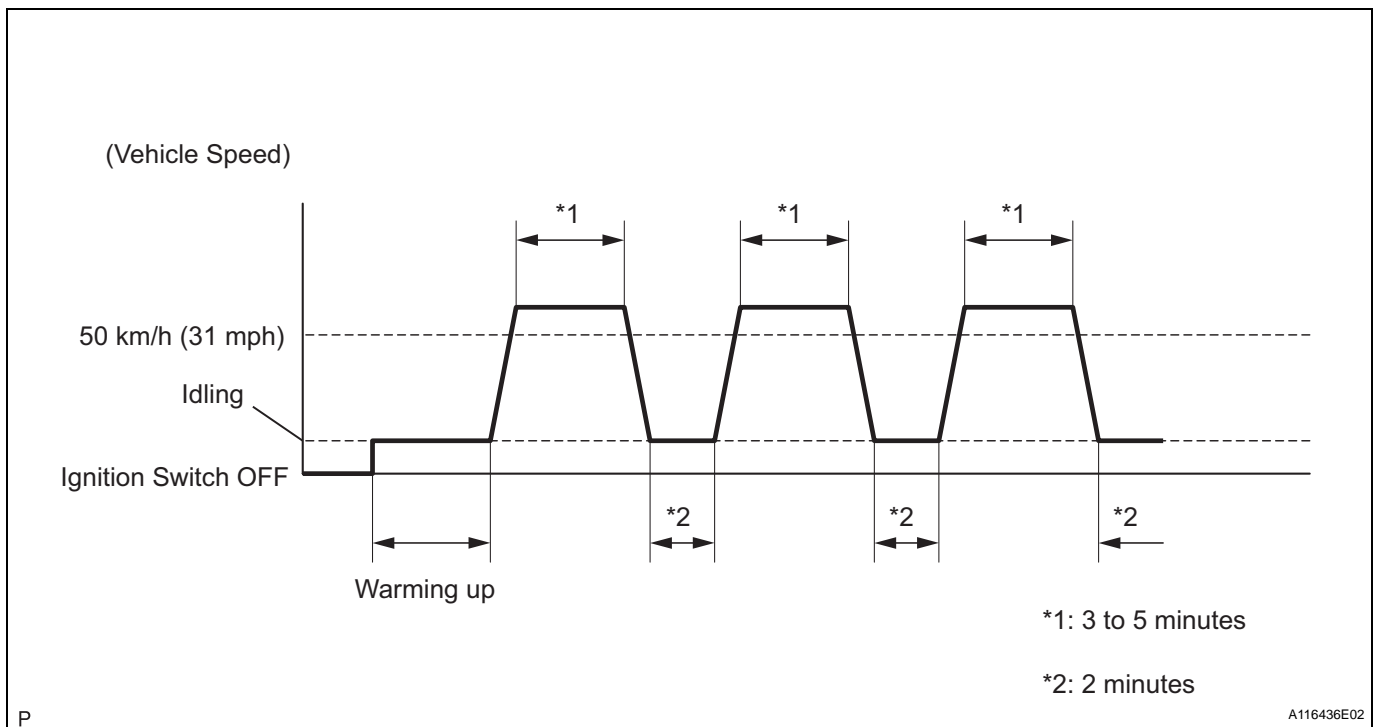 (Vehicle Speed)
*1
*1
*1
50 km/h (31 mph)
Idling
Ignition Switch OFF
*2
*2
*2
Warming up
*1: 3 to 5 minutes
*2: 2 minutes
P
A116436E02